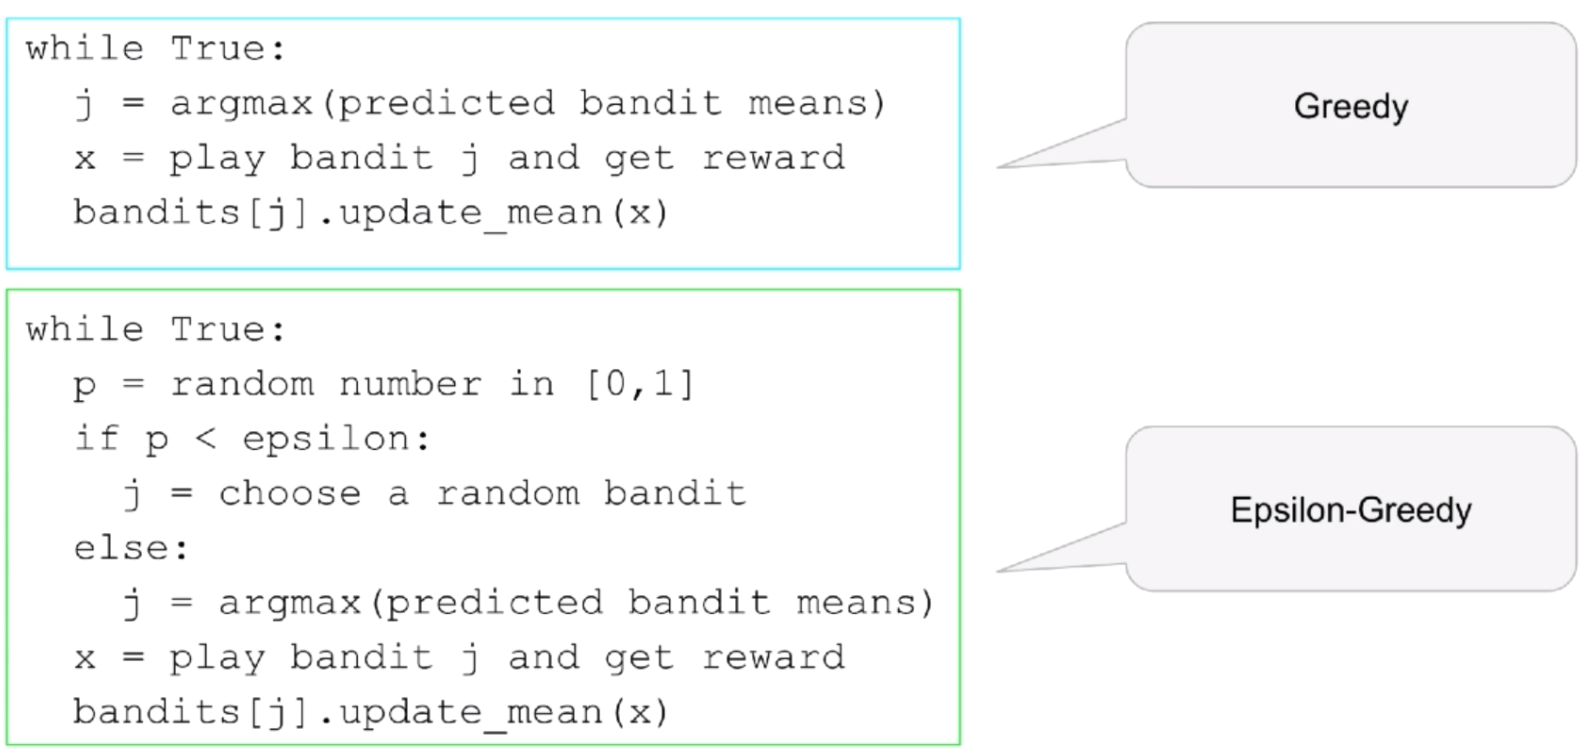 while True:
  j = argmax(predicted bandit means)
  x = play bandit j and get reward
  bandits[j].update_mean(x)
Greedy
while True:
  p = random number in [0,1]
  if p < epsilon:
    j = choose a random bandit
  else:
    j = argmax(predicted bandit means)
  x = play bandit j and get reward
  bandits[j].update_mean(x)
Epsilon-Greedy